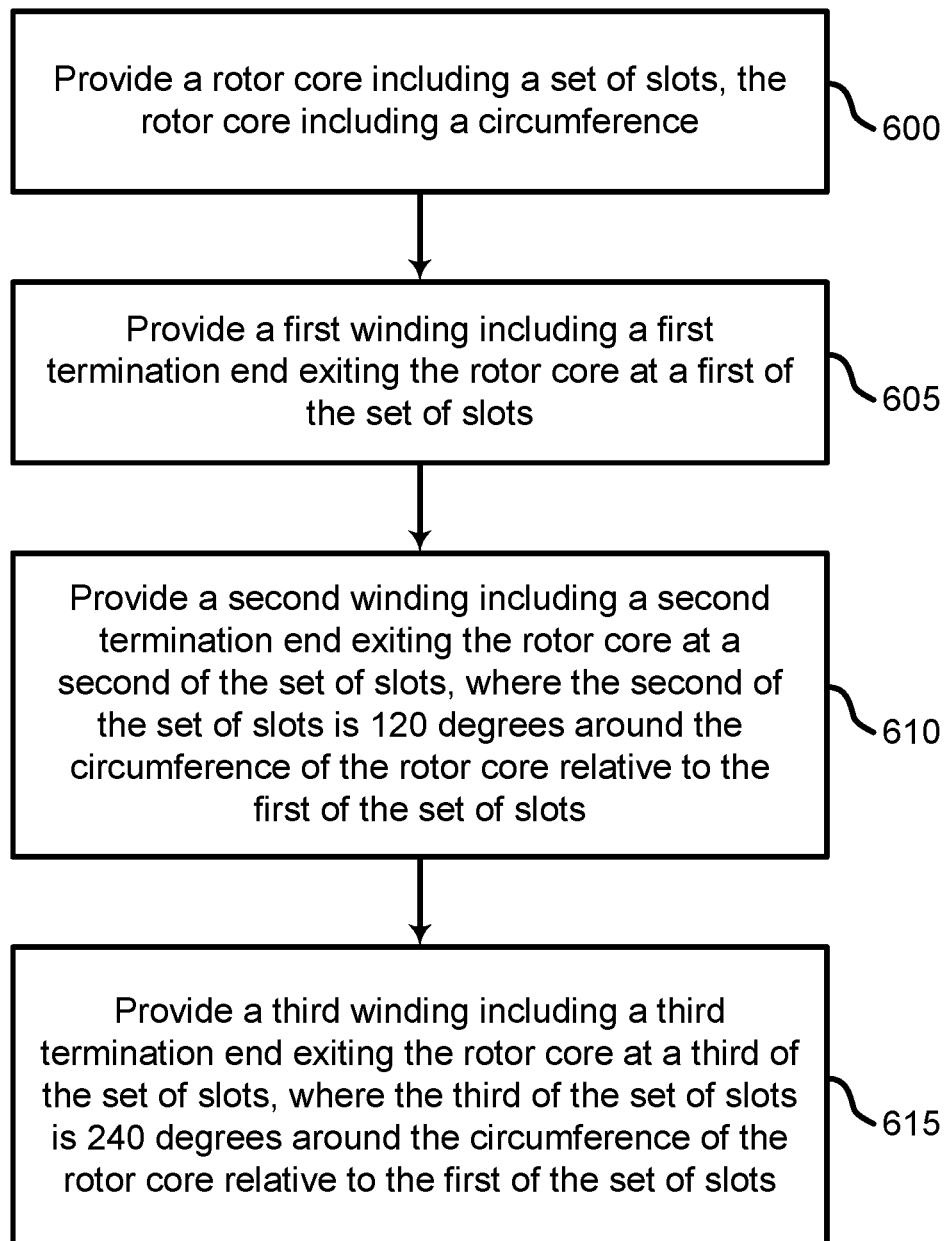 Provide a rotor core including a set of slots, the
rotor core including a circumference
600
Provide a first winding including a first
termination end exiting the rotor core at a first of
the set of slots
605
Provide a second winding including a second
termination end exiting the rotor core at a
second of the set of slots, where the second of
the set of slots is 120 degrees around the
circumference of the rotor core relative to the
first of the set of slots
610
Provide a third winding including a third
termination end exiting the rotor core at a third of
the set of slots, where the third of the set of slots
is 240 degrees around the circumference of the
rotor core relative to the first of the set of slots
615